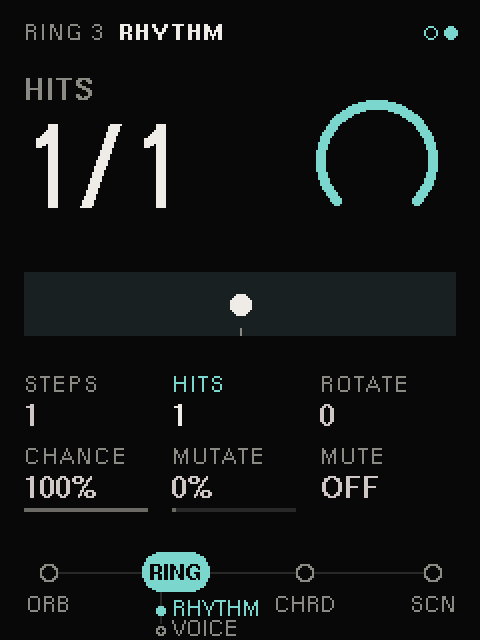 RING 3 RHYTHM
HITS
1/1
STEPS HITS ROTATE
1 1 0
CHANCE MUTATE MUTE
100% 0% OFF
RING
ORB RHYTHM CHRD SCN
VOICE